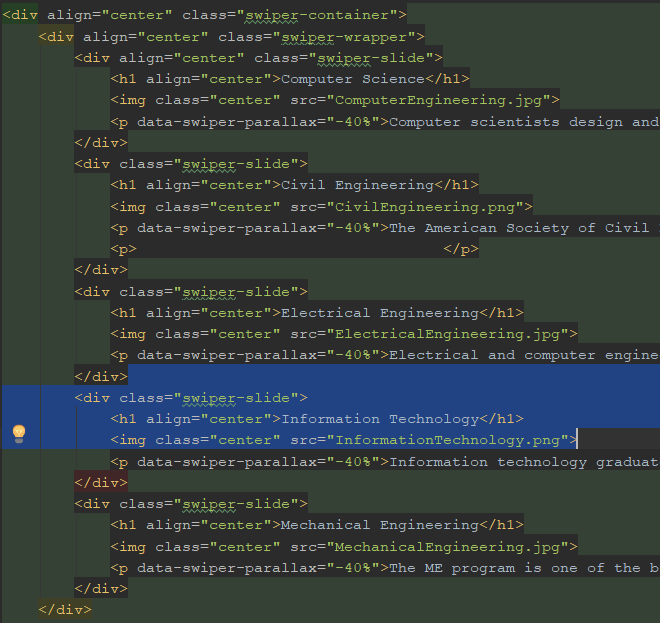 <div align="center" class="swiper-container">
<div align="center" class="swiper-wrapper">
<div align="center" class="swiper-slide">
<h1 align="center">Computer Science</h1>
<img class="center" src="ComputerEngineering.jpg">
<p data-swiper-parallax="-40%">Computer scientists design and
</div>
<div class="swiper-slide">
<h1 align="center">Civil Engineering</h1>
<img class="center" src="CivilEngineering.png">
<p data-swiper-parallax="-40%">The American Society of Civil
<p> </p>
</div>
<div class="swiper-slide">
<h1 align="center">Electrical Engineering</h1>
<img class="center" src="ElectricalEngineering.jpg">
<p data-swiper-parallax="-40%">Electrical and computer engine
</div>
<div class="swiper-slide">
<h1 align="center">Information Technology</h1>
<img class="center" src="InformationTechnology.png">
<p data-swiper-parallax="-40%">Information technology graduat
</div>
<div class="swiper-slide">
<h1 align="center">Mechanical Engineering</h1>
<img class="center" src="MechanicalEngineering.jpg">
<p data-swiper-parallax="-40%">The ME program is one of the b
</div>
</div>